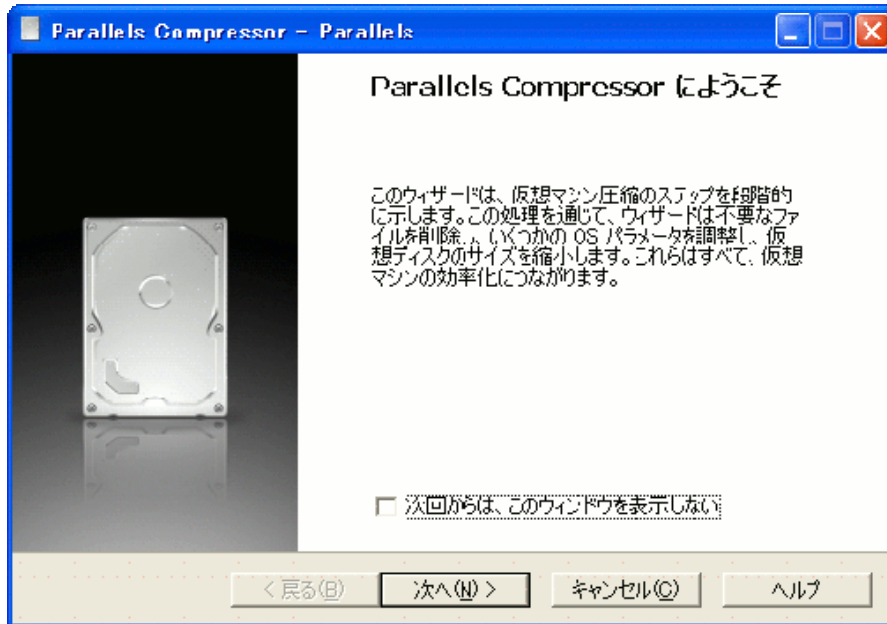 Parallels Compressor - Parallels
Parallels Compressor にようこそ
このウィザードは、仮想マシン圧縮のステップを段階的
に示します。この処理を通じて、ウィザードは不要なファ
イルを削除し、いくつかの OS パラメータを調整し、仮
想ディスクのサイズを縮小します。これらはすべて、仮想
マシンの効率化につながります。
次回からは、このウィンドウを表示しない
< 戻る(B)
次へ(N) >
キャンセル(C)
ヘルプ